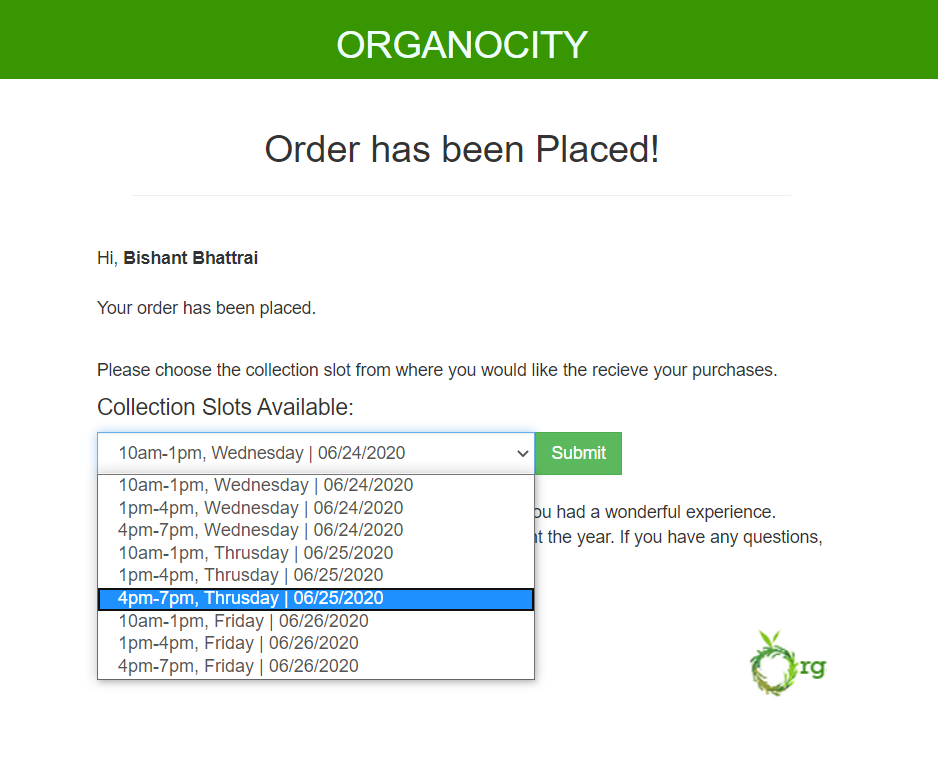 ORGANOCITY
Order has been Placed!
Hi, Bishant Bhattrai
Your order has been placed.
Please choose the collection slot from where you would like the recieve your purchases.
Collection Slots Available:
10am-1pm, Wednesday | 06/24/2020
Submit
10am-1pm, Wednesday | 06/24/2020
1pm-4pm, Wednesday | 06/24/2020
4pm-7pm, Wednesday | 06/24/2020
10am-1pm, Thrusday | 06/25/2020
1pm-4pm, Thrusday | 06/25/2020
4pm-7pm, Thrusday | 06/25/2020
10am-1pm, Friday | 06/26/2020
1pm-4pm, Friday | 06/26/2020
4pm-7pm, Friday | 06/26/2020
had a wonderful experience.
the year. If you have any questions,
Org